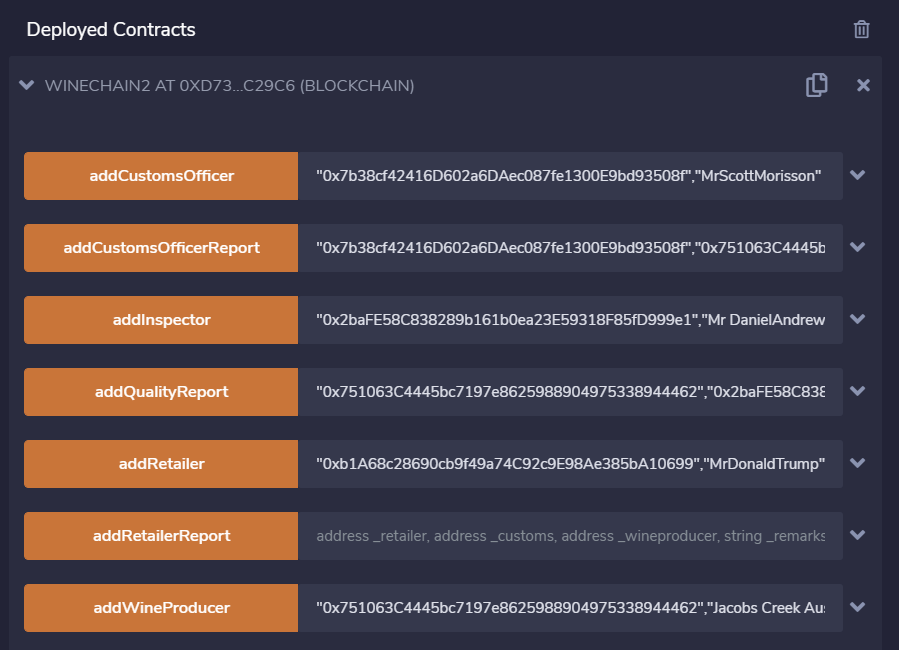 Deployed Contracts
WINECHAIN2 AT 0XD73...C29C6 (BLOCKCHAIN)
addCustomsOfficer "0x7b38cf42416D602a6DAec087fe1300E9bd93508f","MrScottMorisson"
addCustomsOfficerReport "0x7b38cf42416D602a6DAec087fe1300E9bd93508f","0x751063C4445b
addInspector "0x2baFE58C838289b161b0ea23E59318F85fD999e1","Mr DanielAndrew
addQualityReport "0x751063C4445bc7197e8625988904975338944462","0x2baFE58C838
addRetailer "0xb1A68c28690cb9f49a74C92c9E98Ae385bA10699","MrDonaldTrump"
addRetailerReport address _retailer, address _customs, address _wineproducer, string _remarks
addWineProducer "0x751063C4445bc7197e8625988904975338944462","Jacobs Creek Aus